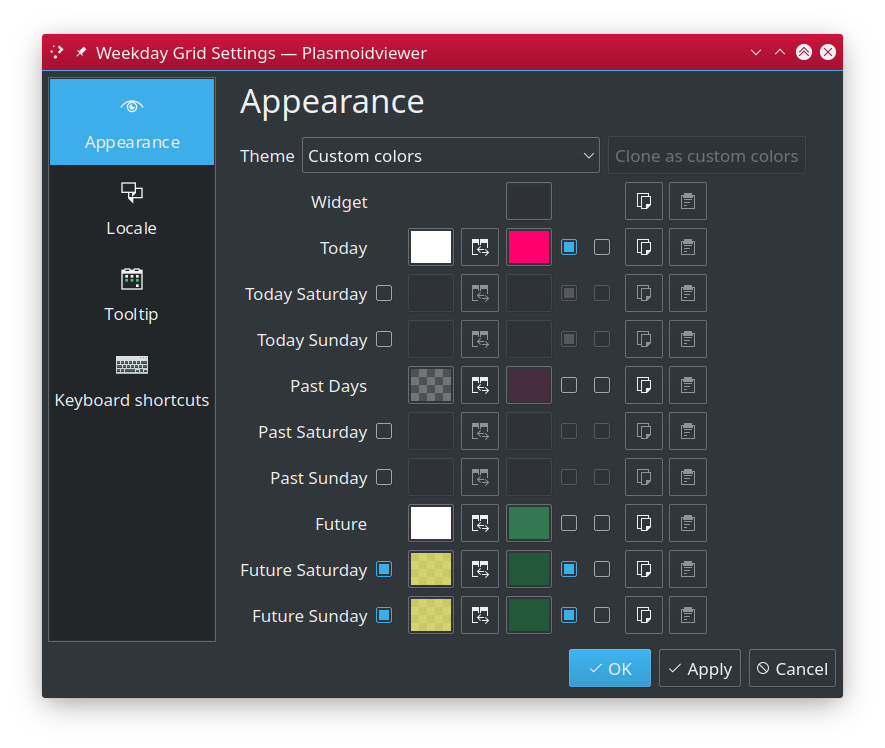 Weekday Grid Settings — Plasmoidviewer
Appearance
Locale
Tooltip
Keyboard shortcuts
Appearance
Theme Custom colors Clone as custom colors
Widget
Today
Today Saturday
Today Sunday
Past Days
Past Saturday
Past Sunday
Future
Future Saturday
Future Sunday
OK Apply Cancel